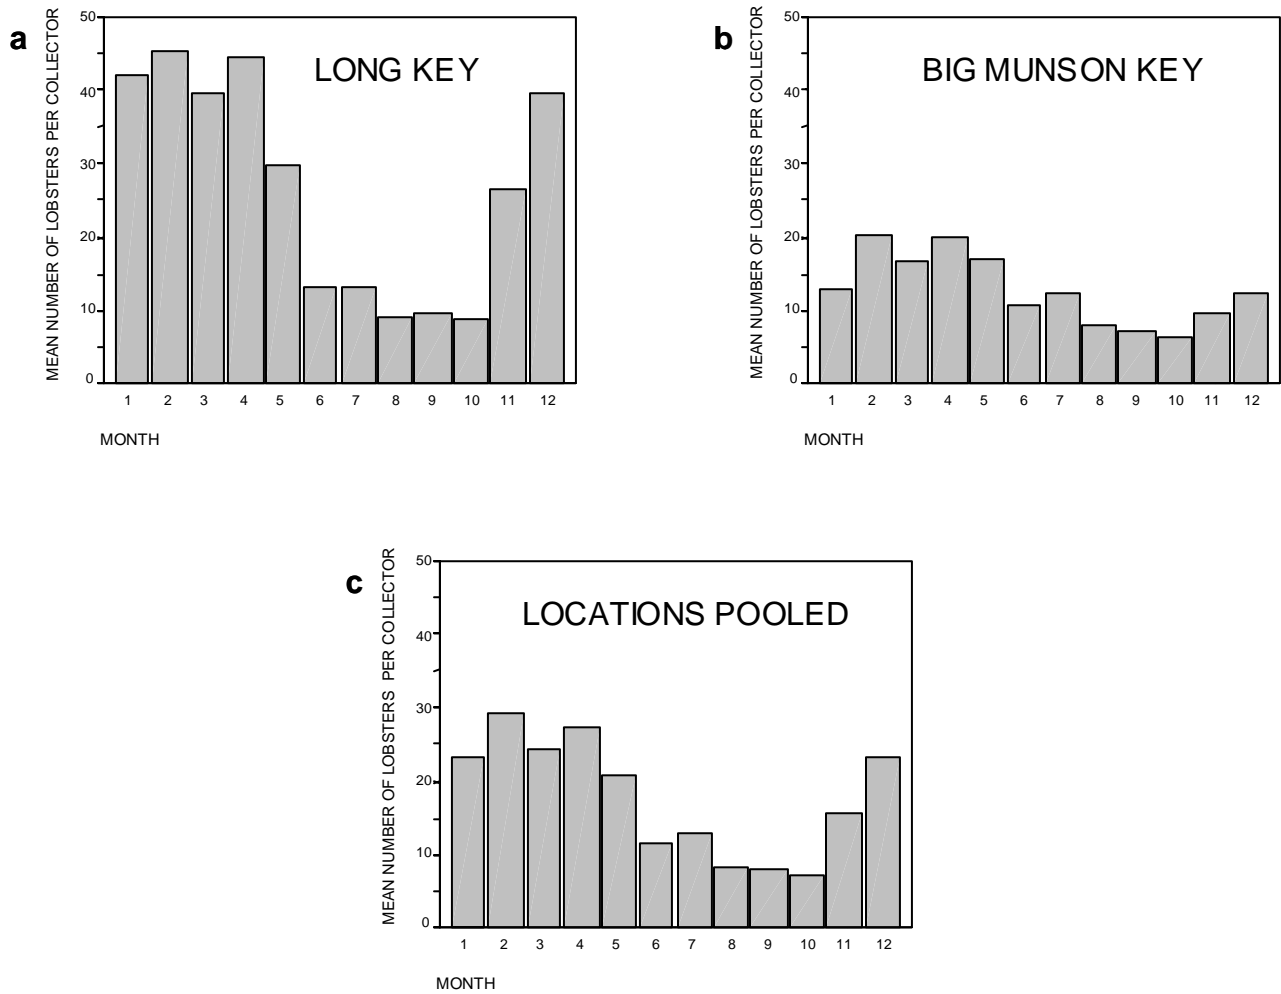 a
MEAN NUMBER OF LOBSTERS PER COLLECTOR
LONG KEY
50
40
30
20
10
0
1 2 3 4 5 6 7 8 9 10 11 12
MONTH
b
MEAN NUMBER OF LOBSTERS PER COLLECTOR
BIG MUNSON KEY
50
40
30
20
10
0
1 2 3 4 5 6 7 8 9 10 11 12
MONTH
c
MEAN NUMBER OF LOBSTERS PER COLLECTOR
LOCATIONS POOLED
50
40
30
20
10
0
1 2 3 4 5 6 7 8 9 10 11 12
MONTH